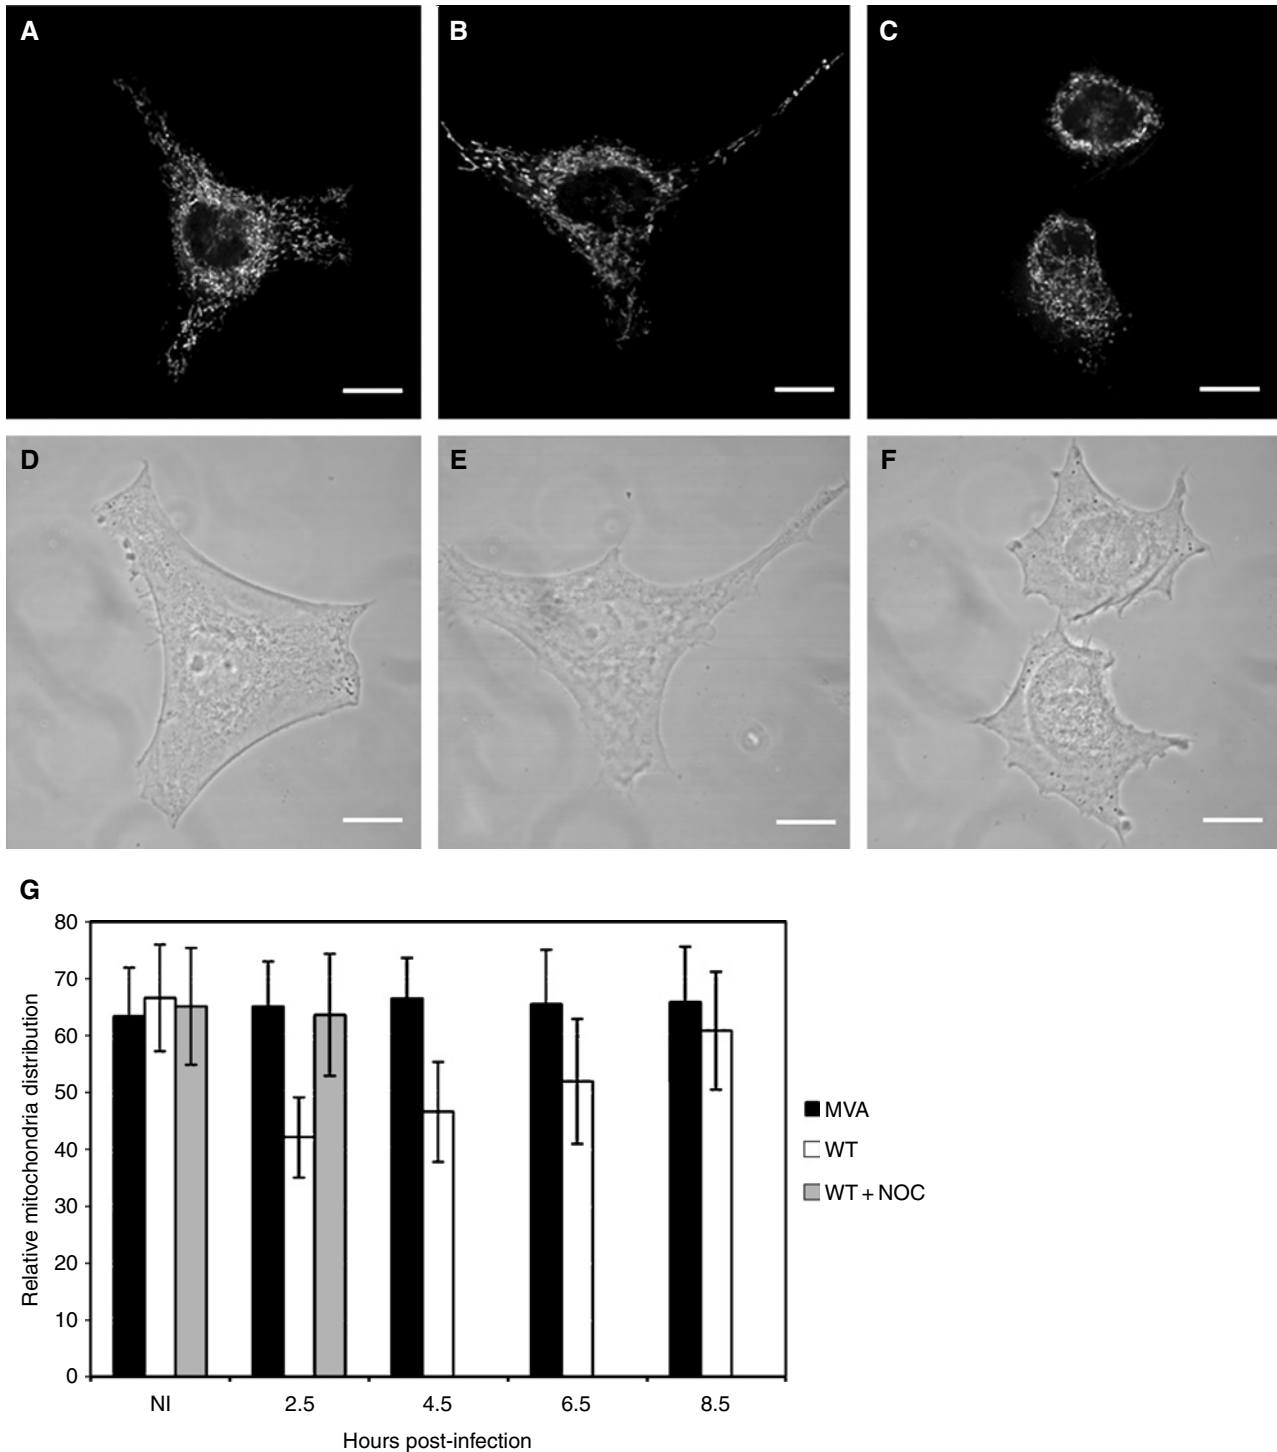 A
B
C
D
E
F
G
80
70
60
50
40
30
20
10
0
Relative mitochondria distribution
NI
2.5
4.5
6.5
8.5
Hours post-infection
MVA
WT
WT + NOC